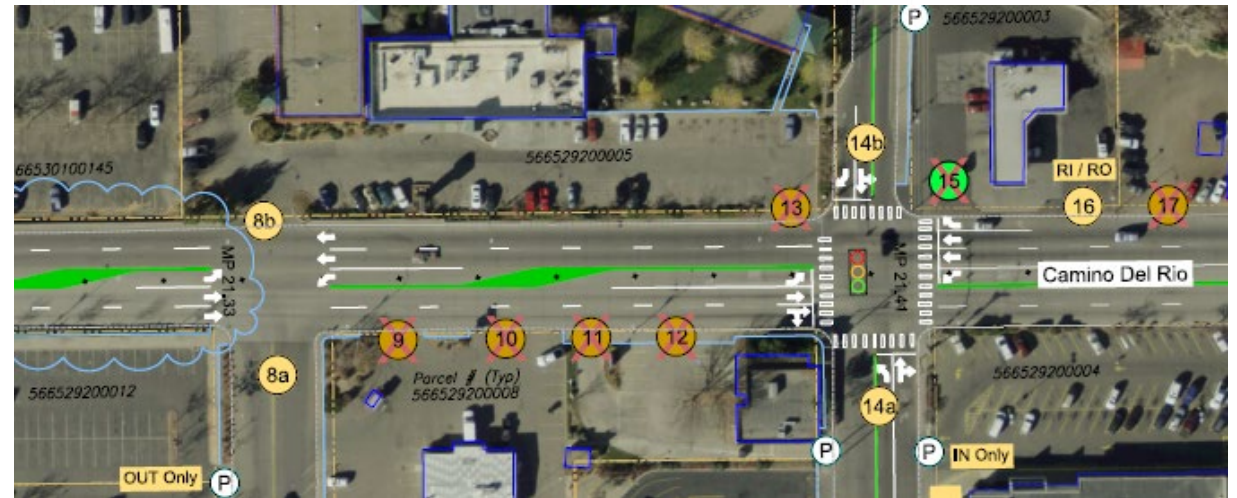 P
566529200003
14b
566529200005
66530100145
15
RI / RO
8b
13
16
17
MP 21.33
MP 21.41
Camino Del Rio
9
10
11
12
8a
Parcel # (Typ)
566529200008
566529200012
566529200004
14a
OUT Only
P
P
P
IN Only